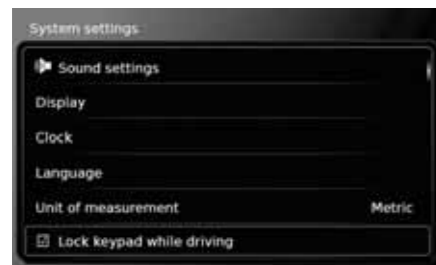 System settings
Sound settings
Display
Clock
Language
Unit of measurement Metric
Lock keypad while driving